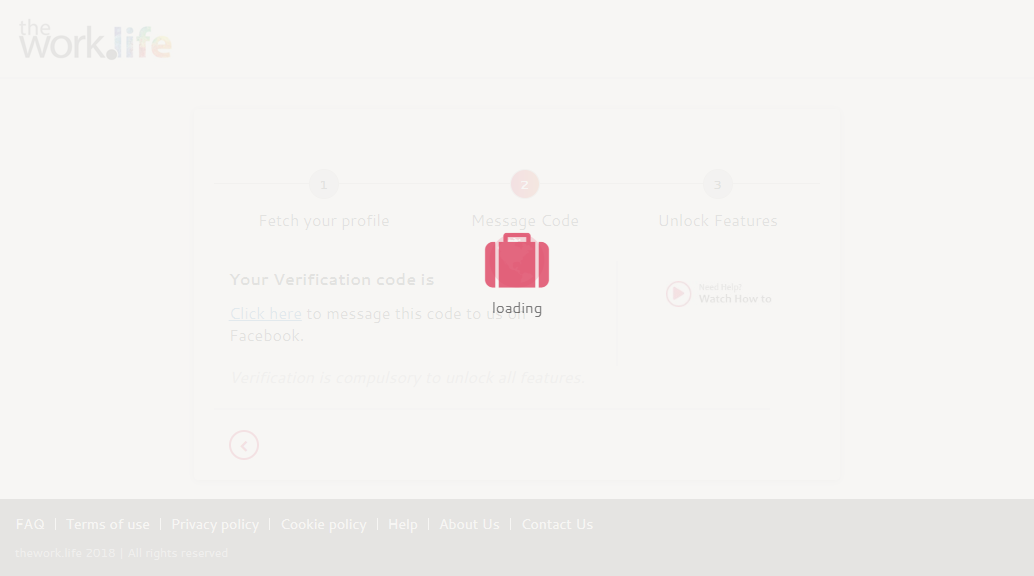 the
work.life
1
2
3
Fetch your profile
Message Code
Unlock Features
Your Verification code is
Click here to message this code to us on
Facebook.
Verification is compulsory to unlock all features.
Need Help?
Watch How to
loading
FAQ | Terms of use | Privacy policy | Cookie policy | Help | About Us | Contact Us
thework.life 2018 | All rights reserved